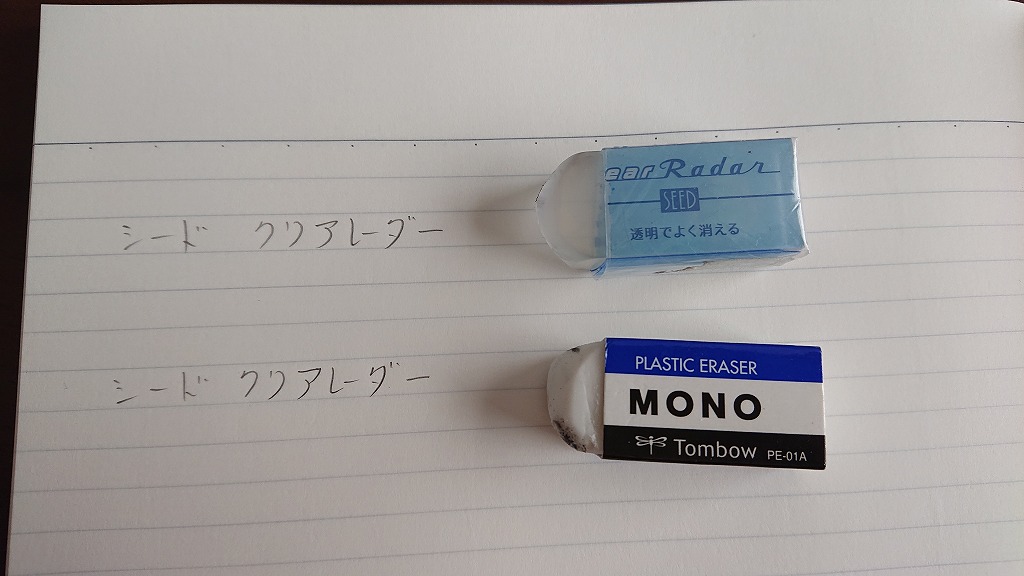 シード クリアレーダー
ear Radar
SEED
透明でよく消える
シード クリアレーダー
PLASTIC ERASER
MONO
Tombow PE-01A